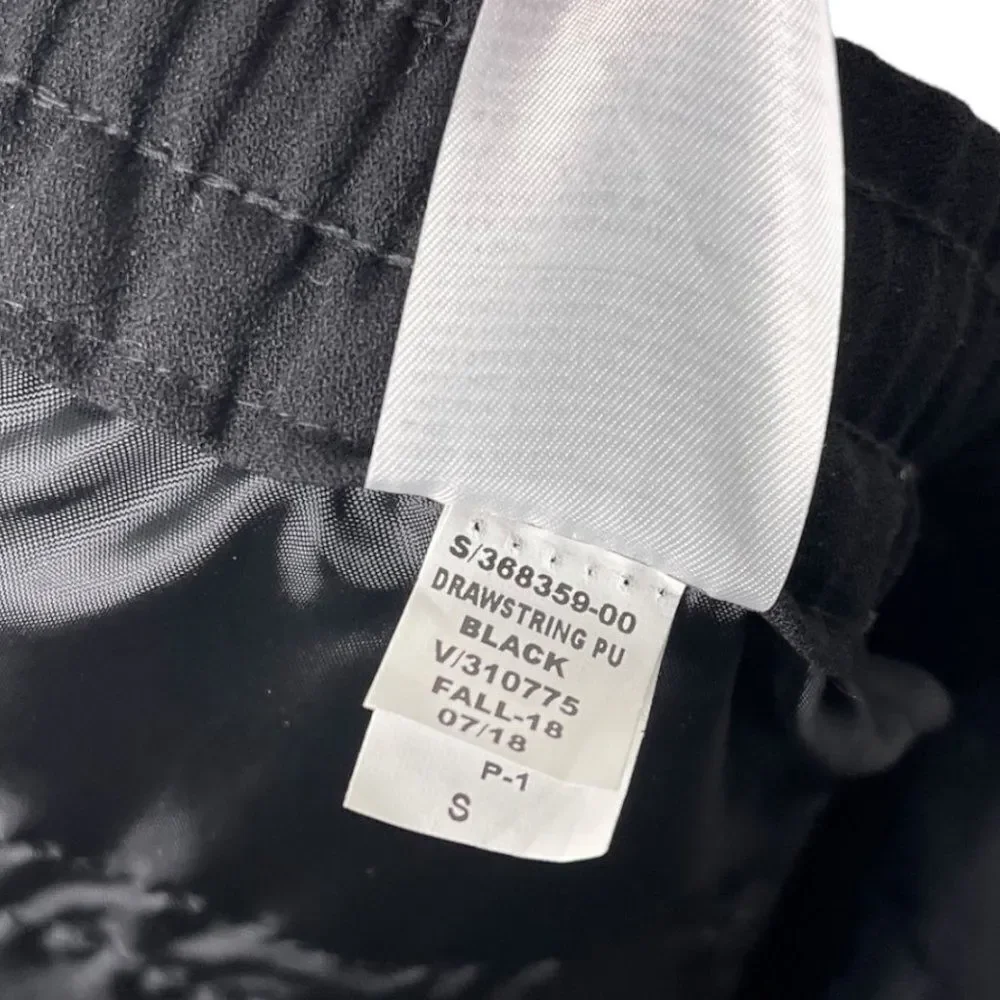 S/368359-00
DRAWSTRING PU
BLACK
V/310775
FALL-18
07/18
P-1
S